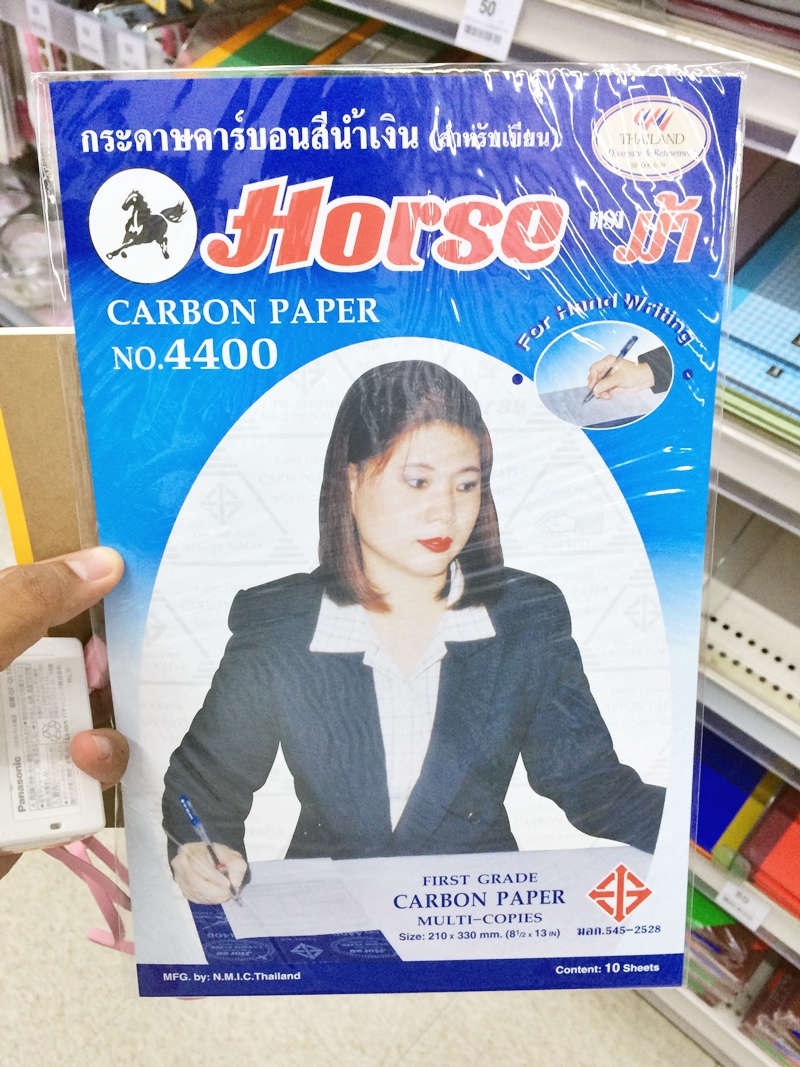 50
กระดาษคาร์บอนสีน้ำเงิน (สำหรับเขียน)
THAILAND
Horse ตรา ม้า
CARBON PAPER
NO.4400
For Hand Writing
Panasonic
FIRST GRADE
CARBON PAPER
MULTI-COPIES
Size: 210 x 330 mm. (8 1/2 x 13 IN)
มอก.545-2528
4400
MFG. by: N.M.I.C.Thailand
Content: 10 Sheets